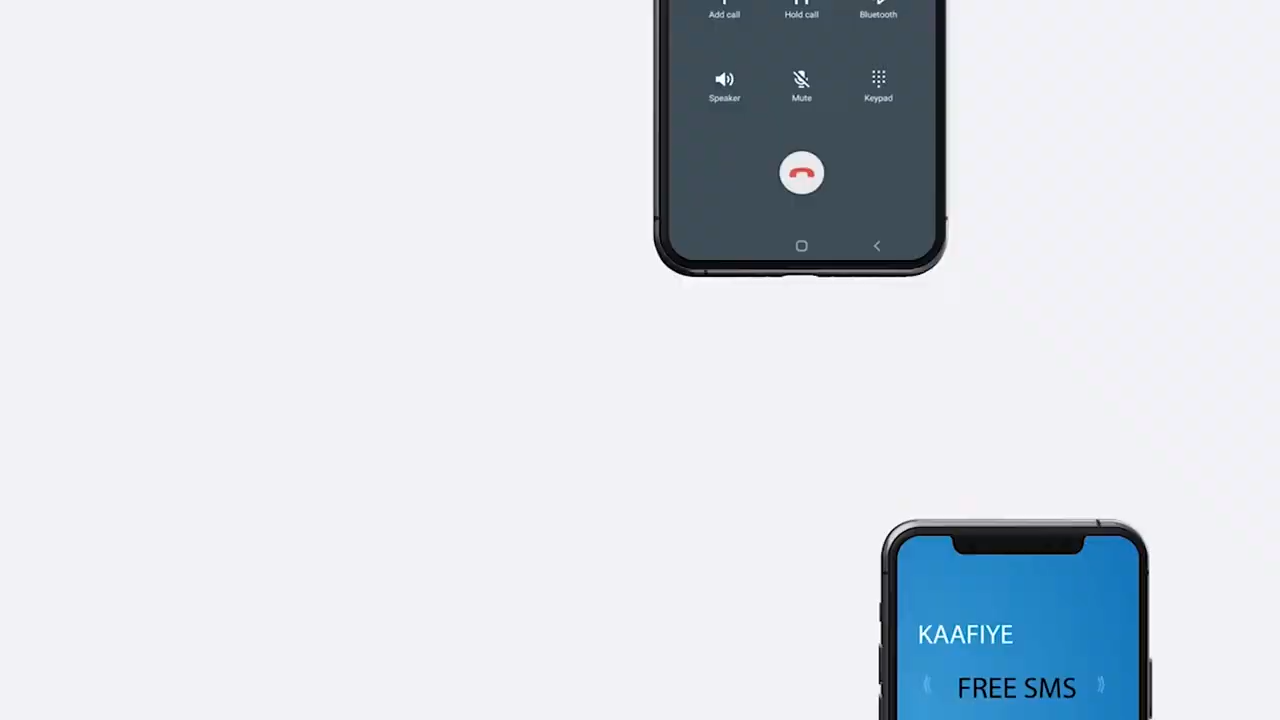 Add call Hold call Bluetooth
Speaker Mute Keypad
KAAFIYE
FREE SMS